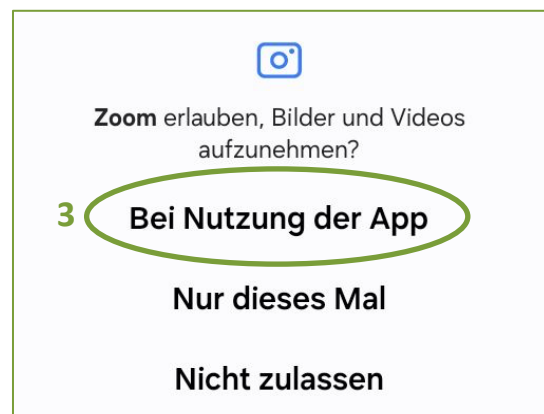 Zoom erlauben, Bilder und Videos
aufzunehmen?
3 Bei Nutzung der App
Nur dieses Mal
Nicht zulassen